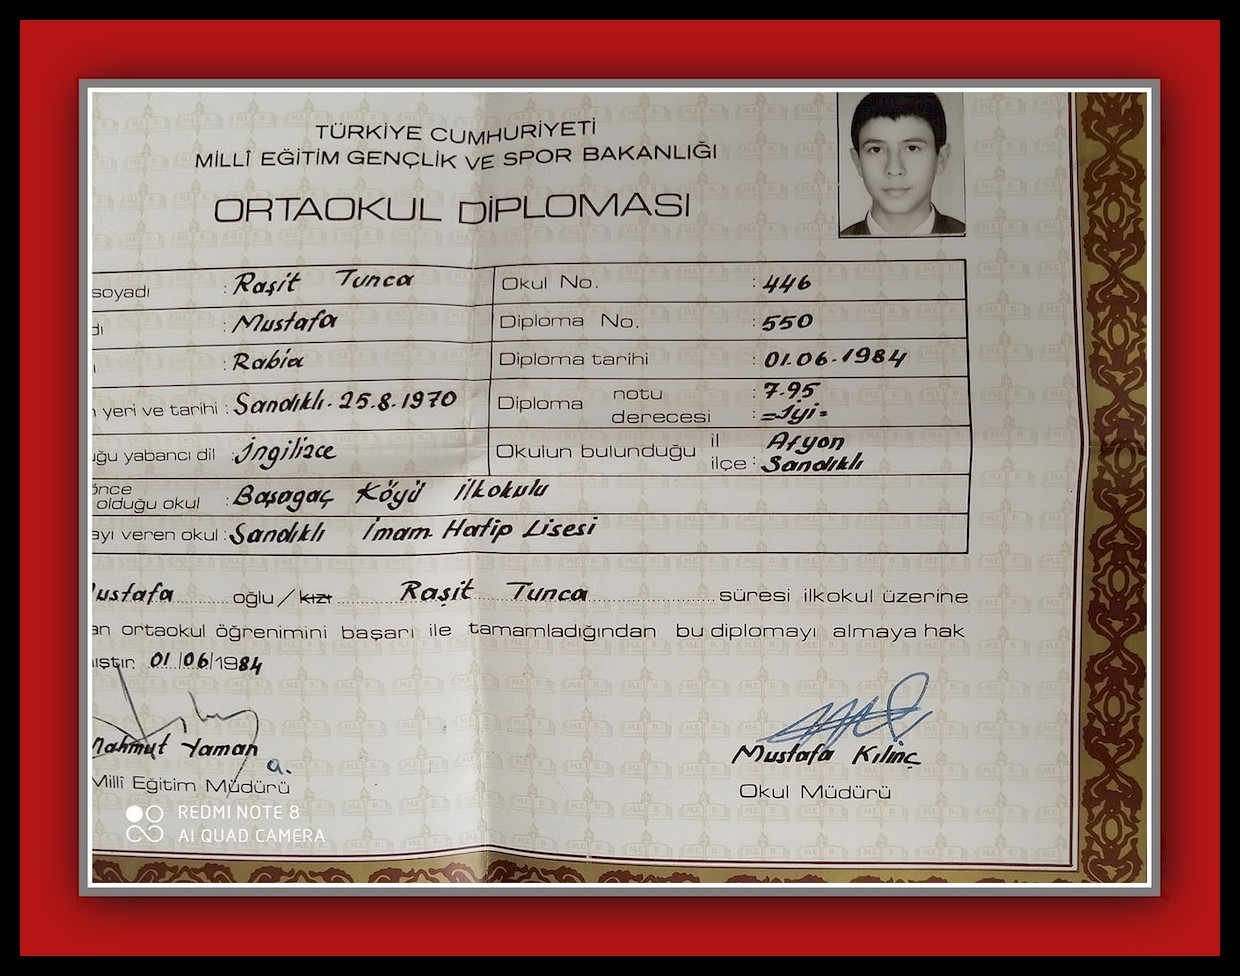 TÜRKİYE CUMHURİYETİ
MİLLÎ EĞİTİM GENÇLİK VE SPOR BAKANLIĞI
ORTAOKUL DİPLOMASI
soyadı : Raşit Tunca
Okul No. : 446
dı : Mustafa
Diploma No. : 550
ı : Rabia
Diploma tarihi : 01.06.1984
n yeri ve tarihi : Sandıklı. 25.8.1970
Diploma notu : 7.95
derecesi : =İyi=
uğu yabancı dil : İngilizce
Okulun bulunduğu il Afyon
ilçe : Sandıklı
önce
olduğu okul : Başağaç Köyü İlkokulu
ayı veren okul : Sandıklı İmam-Hatip Lisesi
Mustafa oğlu / kızı Raşit Tunca süresi ilkokul üzerine
an ortaokul öğrenimini başarı ile tamamladığından bu diplomayı almaya hak
mıştır. 01/06/1984
Mahmut Yaman
a.
Millî Eğitim Müdürü
Mustafa Kılınç
Okul Müdürü
REDMI NOTE 8
AI QUAD CAMERA